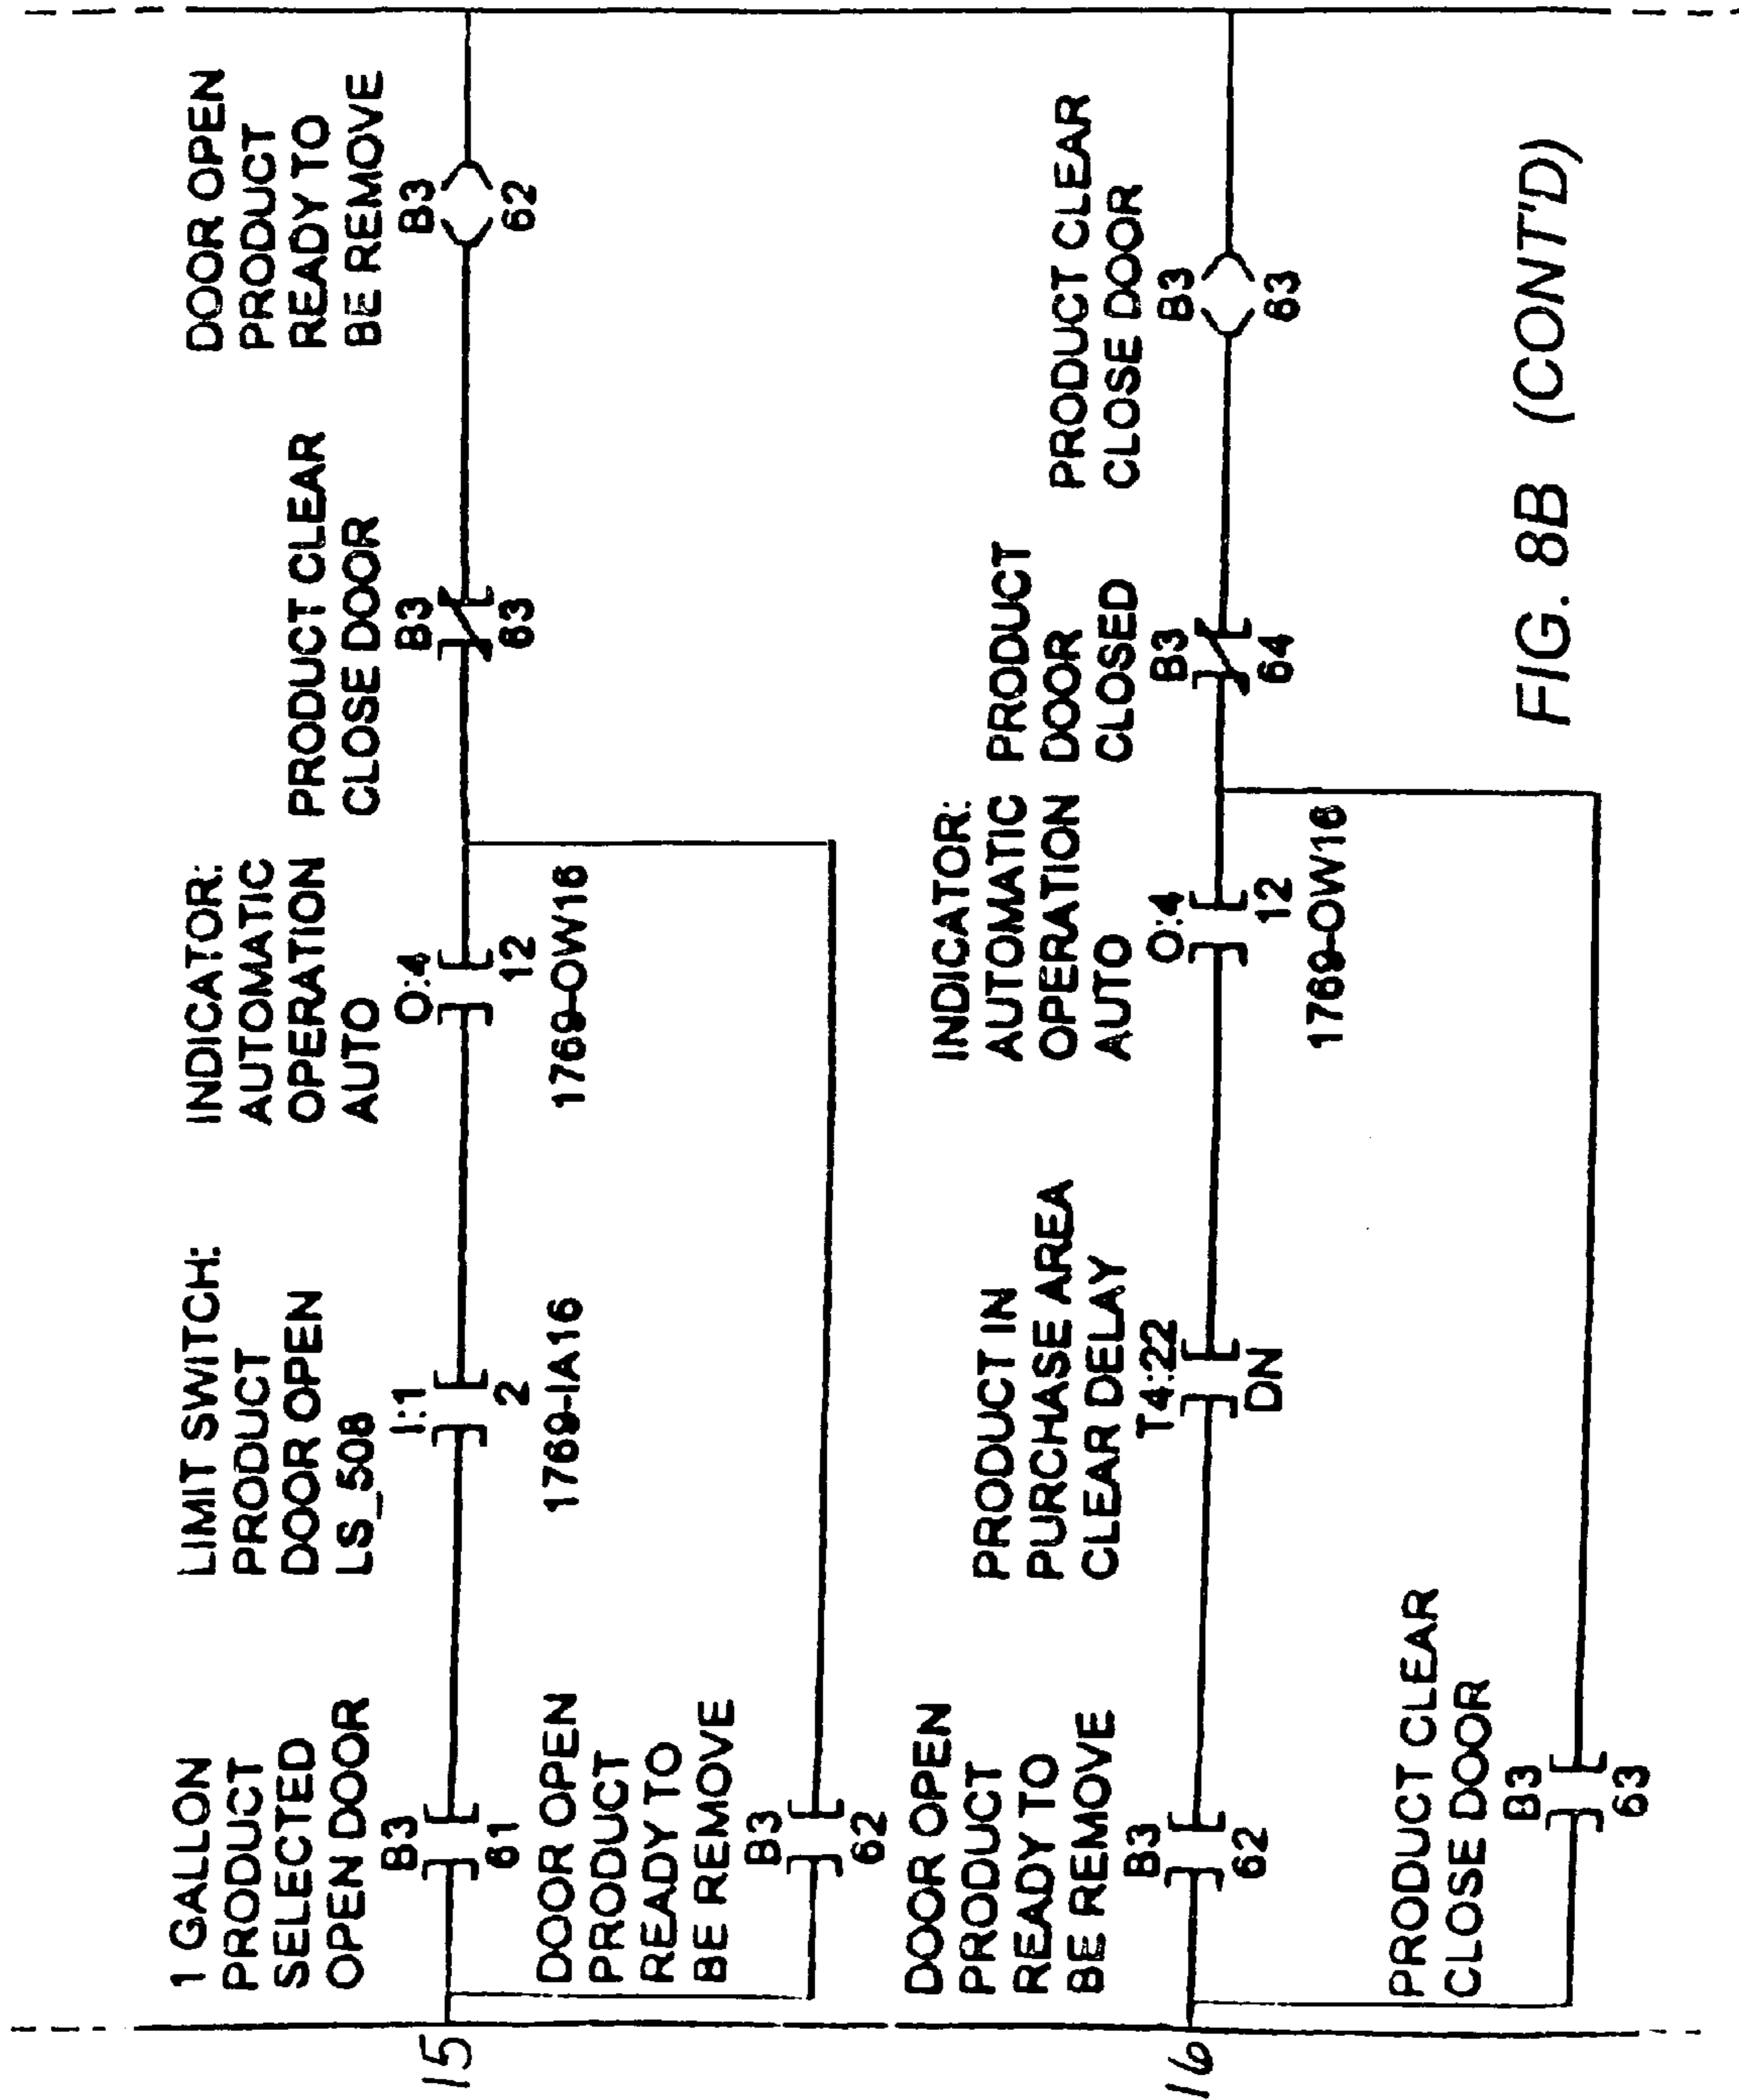 15
1 GALLON
PRODUCT
SELECTED
OPEN DOOR
B3
61
LIMIT SWITCH:
PRODUCT
DOOR OPEN
LS_508
I:1
2
1769-IA16
INDICATOR:
AUTOMATIC
OPERATION
AUTO
O:4
12
1769-OW16
PRODUCT CLEAR
CLOSE DOOR
B3
63
DOOR OPEN
PRODUCT
READY TO
BE REMOVE
B3
62
DOOR OPEN
PRODUCT
READY TO
BE REMOVE
B3
62
16
DOOR OPEN
PRODUCT
READY TO
BE REMOVE
B3
62
PRODUCT IN
PURCHASE AREA
CLEAR DELAY
T4:22
DN
INDICATOR:
AUTOMATIC
OPERATION
AUTO
O:4
12
1769-OW16
PRODUCT
DOOR
CLOSED
B3
64
PRODUCT CLEAR
CLOSE DOOR
B3
63
PRODUCT CLEAR
CLOSE DOOR
B3
63
FIG. 8B (CONT'D)